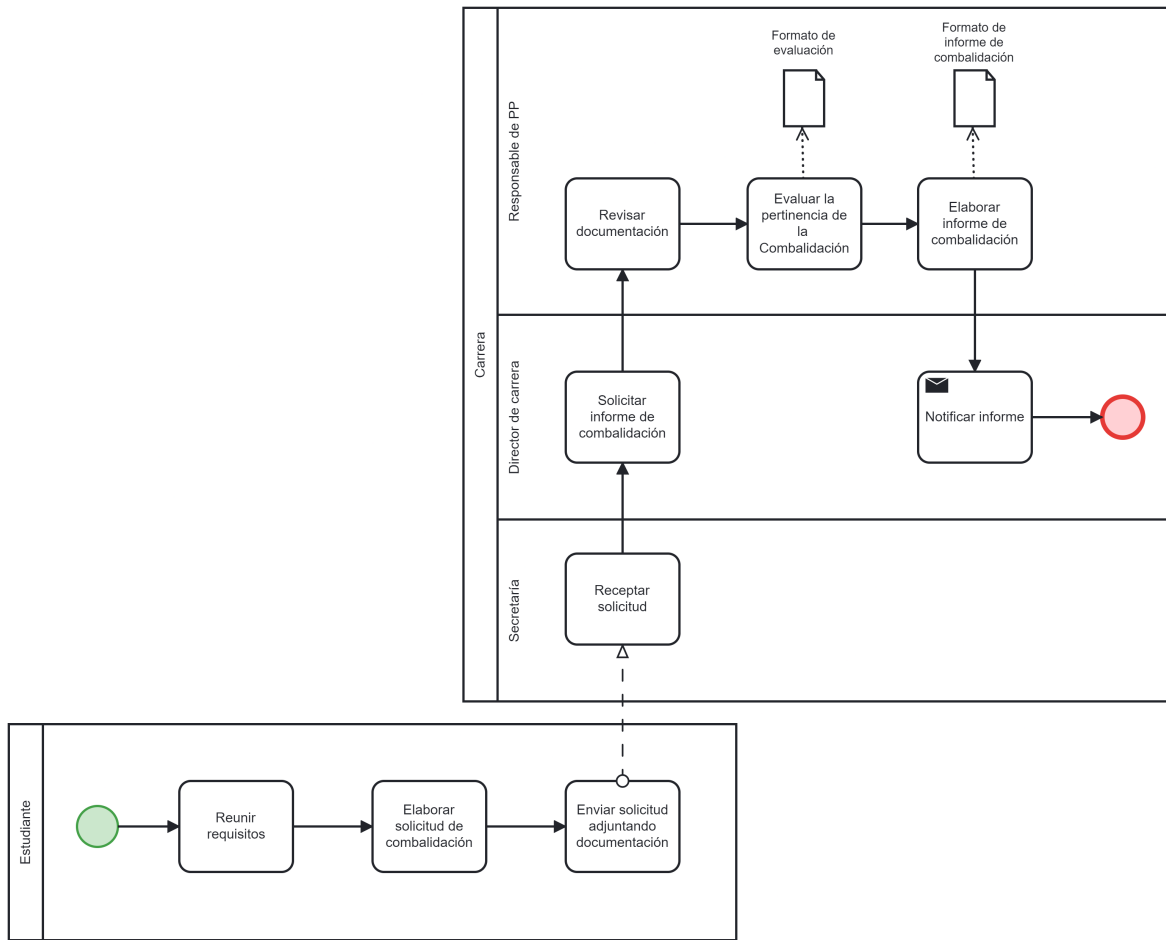 Carrera
Responsable de PP
Formato de
evaluación
Formato de
informe de
combalidación
Revisar
documentación
Evaluar la
pertinencia de
la
Combalidación
Elaborar
informe de
combalidación
Director de carrera
Solicitar
informe de
combalidación
Notificar informe
Secretaría
Receptar
solicitud
Estudiante
Reunir
requisitos
Elaborar
solicitud de
combalidación
Enviar solicitud
adjuntando
documentación